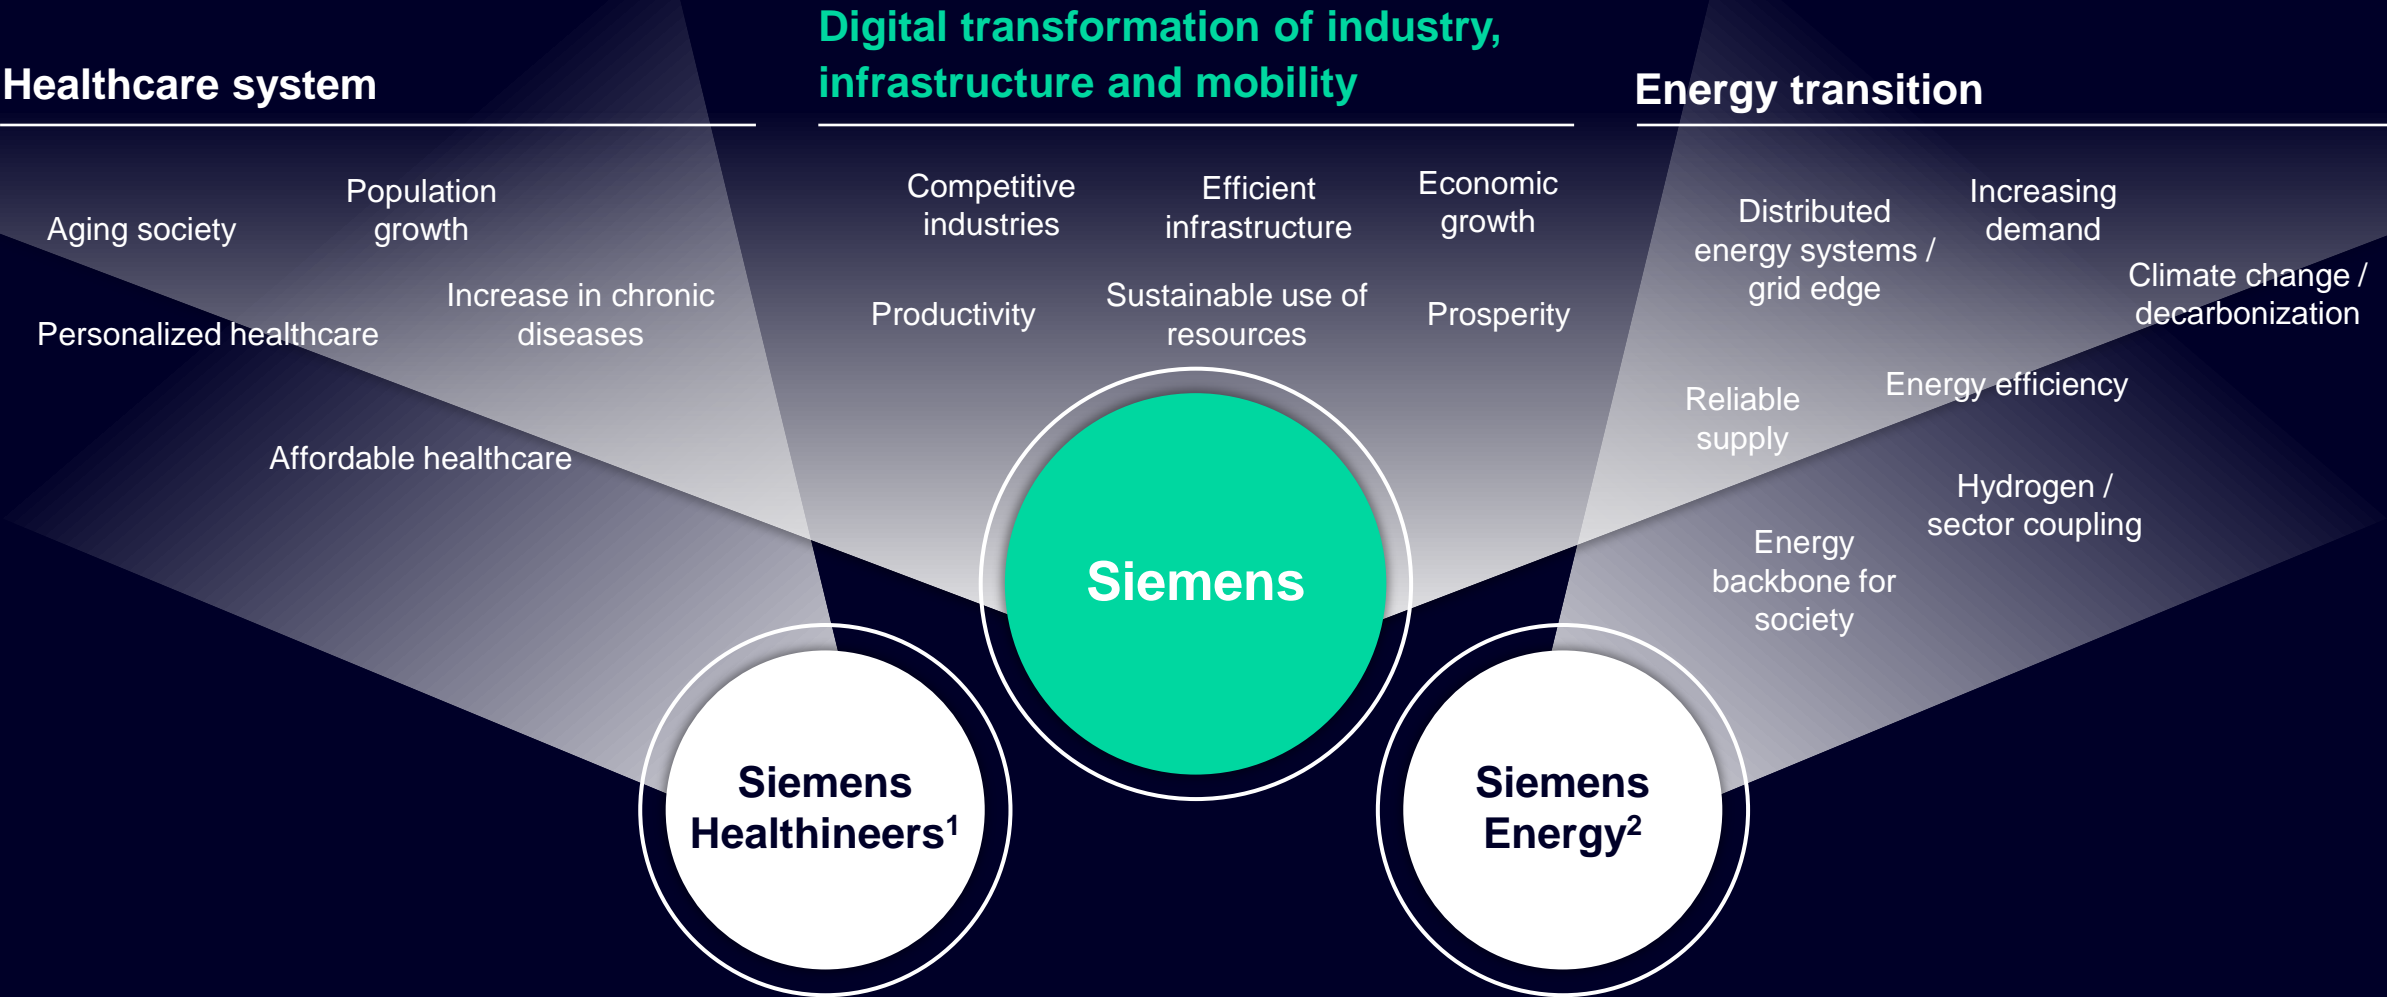 Healthcare system
Aging society
Population
growth
Personalized healthcare
Increase in chronic
diseases
Affordable healthcare
Digital transformation of industry,
infrastructure and mobility
Competitive
industries
Efficient
infrastructure
Economic
growth
Productivity
Sustainable use of
resources
Prosperity
Energy transition
Distributed
energy systems /
grid edge
Increasing
demand
Climate change /
decarbonization
Reliable
supply
Energy efficiency
Hydrogen /
sector coupling
Energy
backbone for
society
Siemens
Siemens
Healthineers¹
Siemens
Energy²